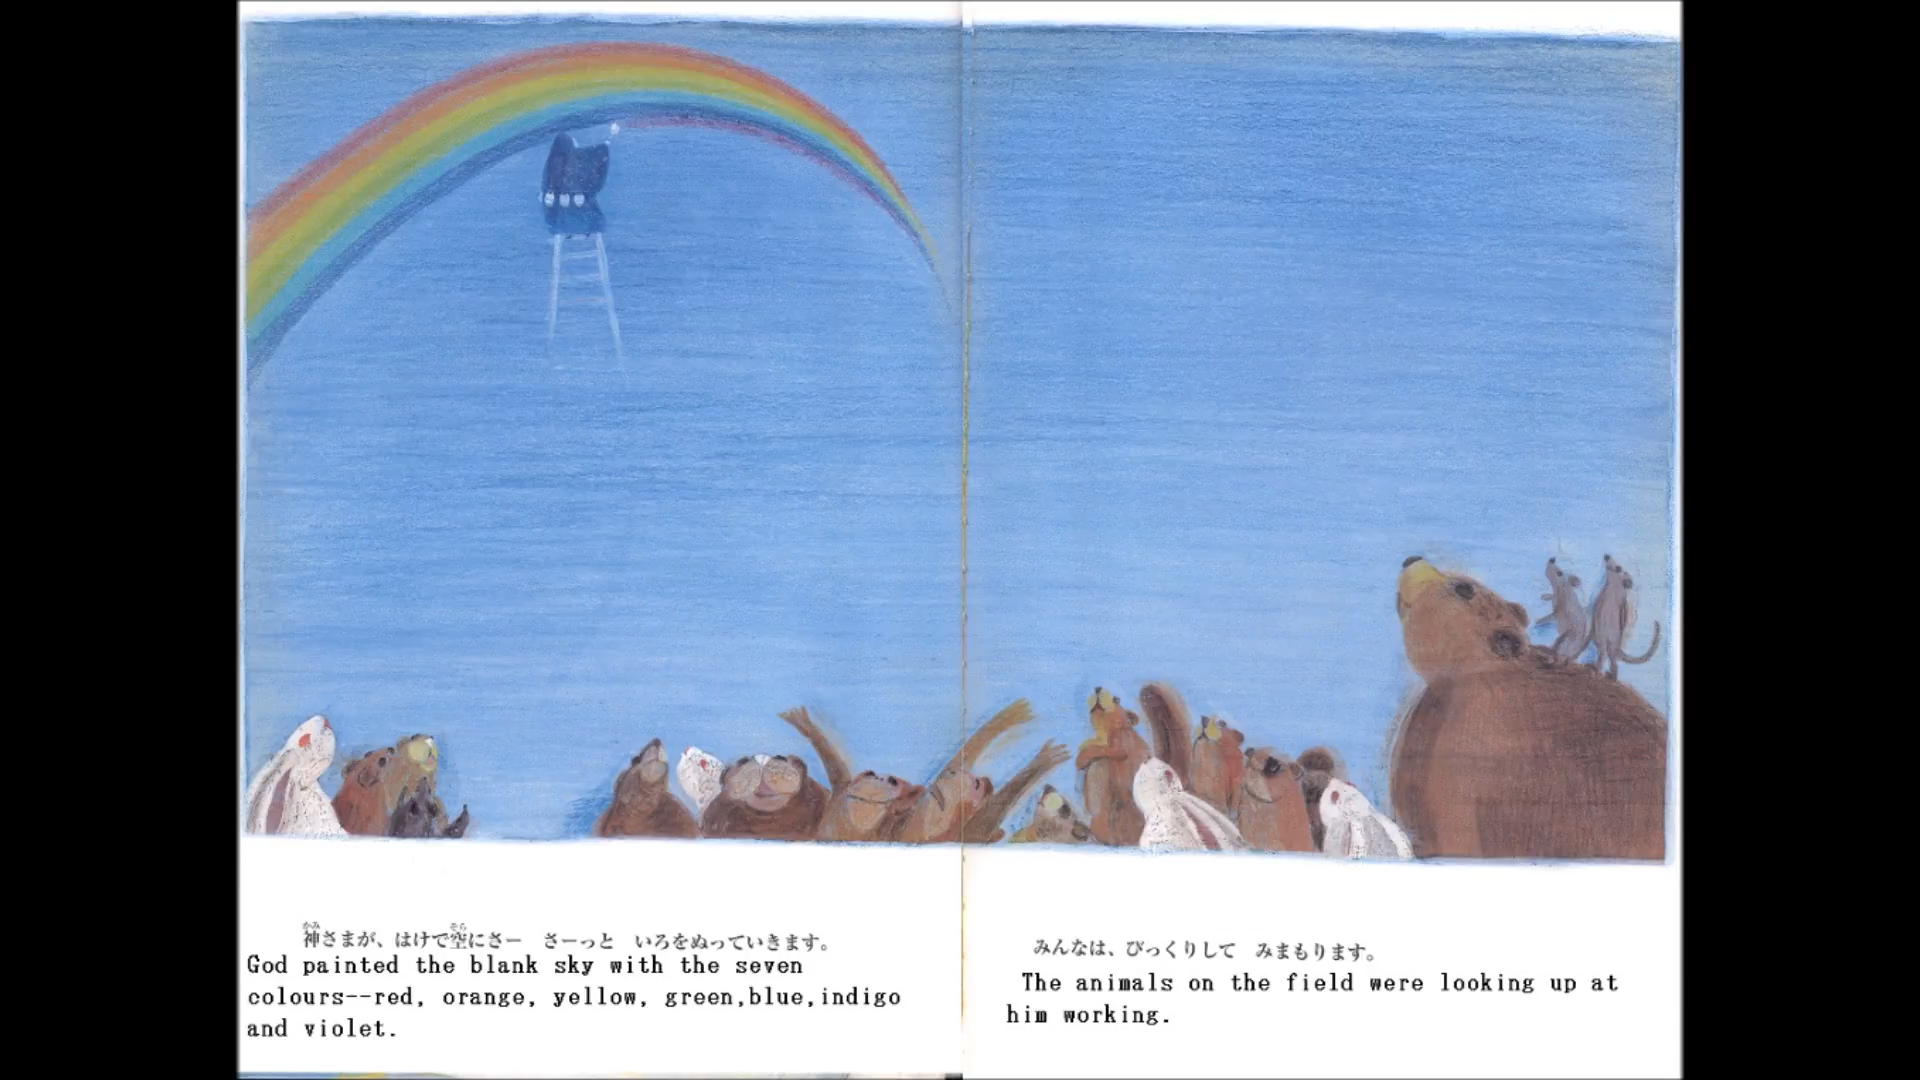 神さまが、はけで空にさー　さーっと　いろをぬっていきます。
God painted the blank sky with the seven
colours--red, orange, yellow, green,blue,indigo
and violet.
みんなは、びっくりして　みまもります。
The animals on the field were looking up at
him working.